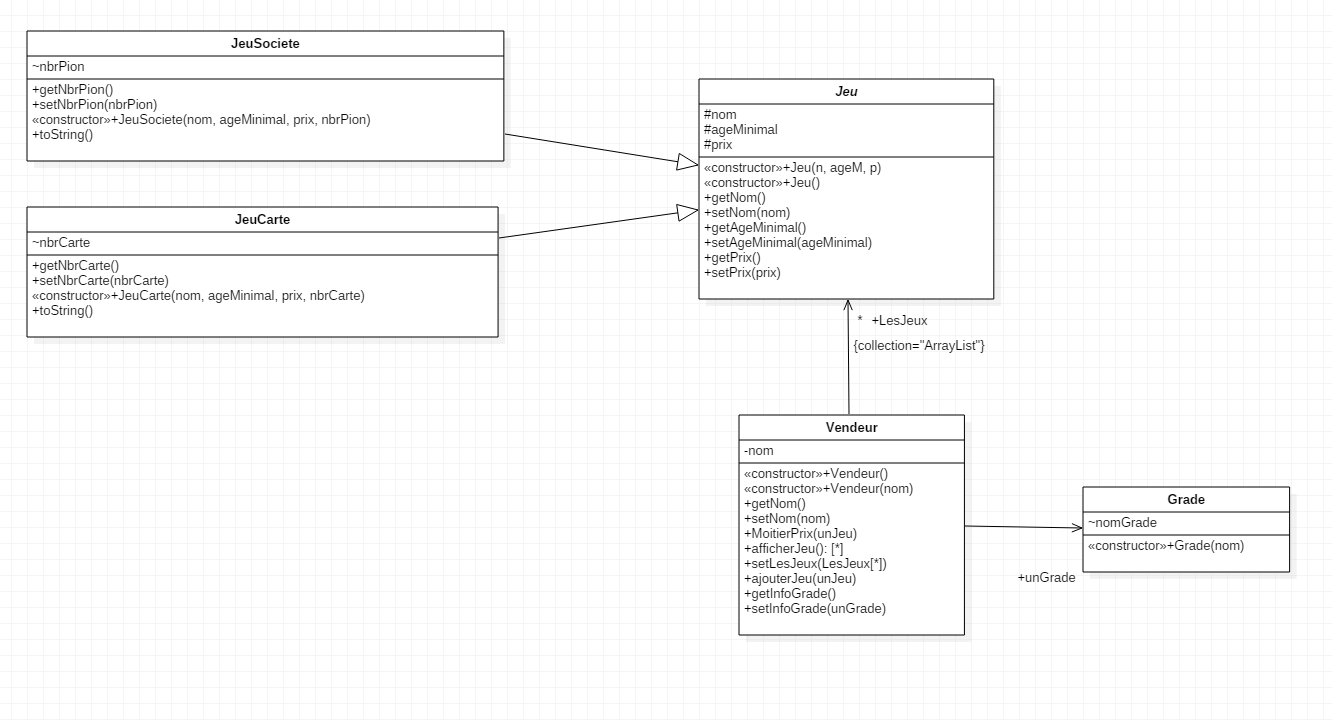 JeuSociete
~nbrPion
+getNbrPion()
+setNbrPion(nbrPion)
«constructor»+JeuSociete(nom, ageMinimal, prix, nbrPion)
+toString()
JeuCarte
~nbrCarte
+getNbrCarte()
+setNbrCarte(nbrCarte)
«constructor»+JeuCarte(nom, ageMinimal, prix, nbrCarte)
+toString()
Jeu
#nom
#ageMinimal
#prix
«constructor»+Jeu(n, ageM, p)
«constructor»+Jeu()
+getNom()
+setNom(nom)
+getAgeMinimal()
+setAgeMinimal(ageMinimal)
+getPrix()
+setPrix(prix)
* +LesJeux
{collection="ArrayList"}
Vendeur
-nom
«constructor»+Vendeur()
«constructor»+Vendeur(nom)
+getNom()
+setNom(nom)
+MoitierPrix(unJeu)
+afficherJeu(): [*]
+setLesJeux(LesJeux[*])
+ajouterJeu(unJeu)
+getInfoGrade()
+setInfoGrade(unGrade)
+unGrade
Grade
~nomGrade
«constructor»+Grade(nom)